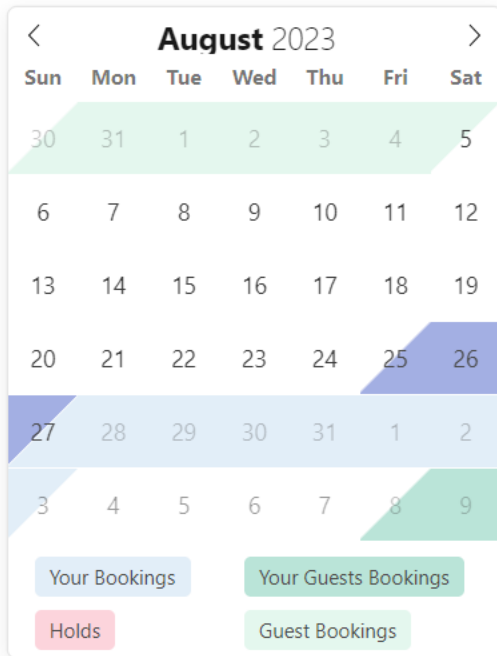 August 2023
Sun Mon Tue Wed Thu Fri Sat
30 31 1 2 3 4 5
6 7 8 9 10 11 12
13 14 15 16 17 18 19
20 21 22 23 24 25 26
27 28 29 30 31 1 2
3 4 5 6 7 8 9
Your Bookings Your Guests Bookings
Holds Guest Bookings